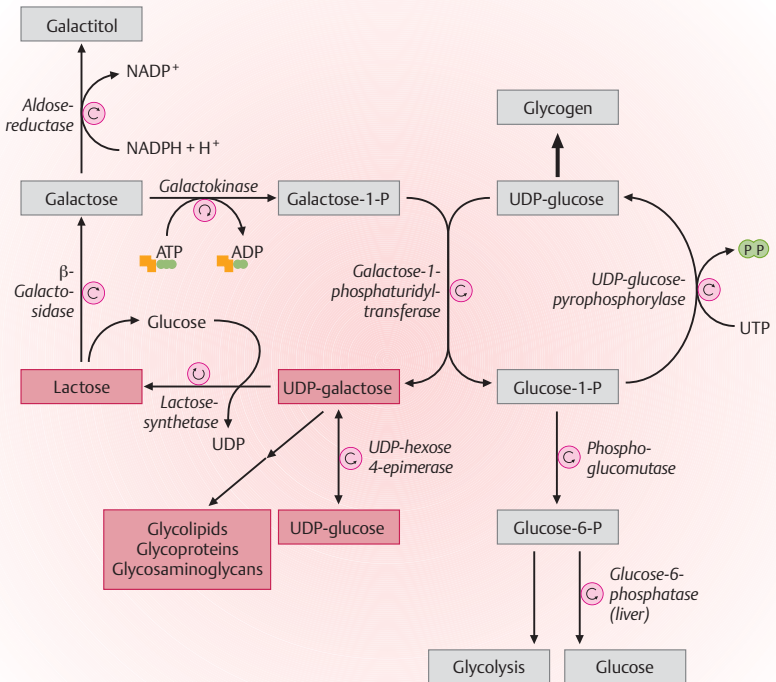 Galactitol
NADP⁺
Aldose-
reductase
NADPH + H⁺
Glycogen
Galactose
Galactokinase
Galactose-1-P
UDP-glucose
ATP
ADP
β-
Galacto-
sidase
Galactose-1-
phosphaturidyl-
transferase
UDP-glucose-
pyrophosphorylase
P P
UTP
Glucose
Lactose
Lactose-
synthetase
UDP
UDP-galactose
Glucose-1-P
UDP-hexose
4-epimerase
Phospho-
glucomutase
Glycolipids
Glycoproteins
Glycosaminoglycans
UDP-glucose
Glucose-6-P
Glucose-6-
phosphatase
(liver)
Glycolysis
Glucose